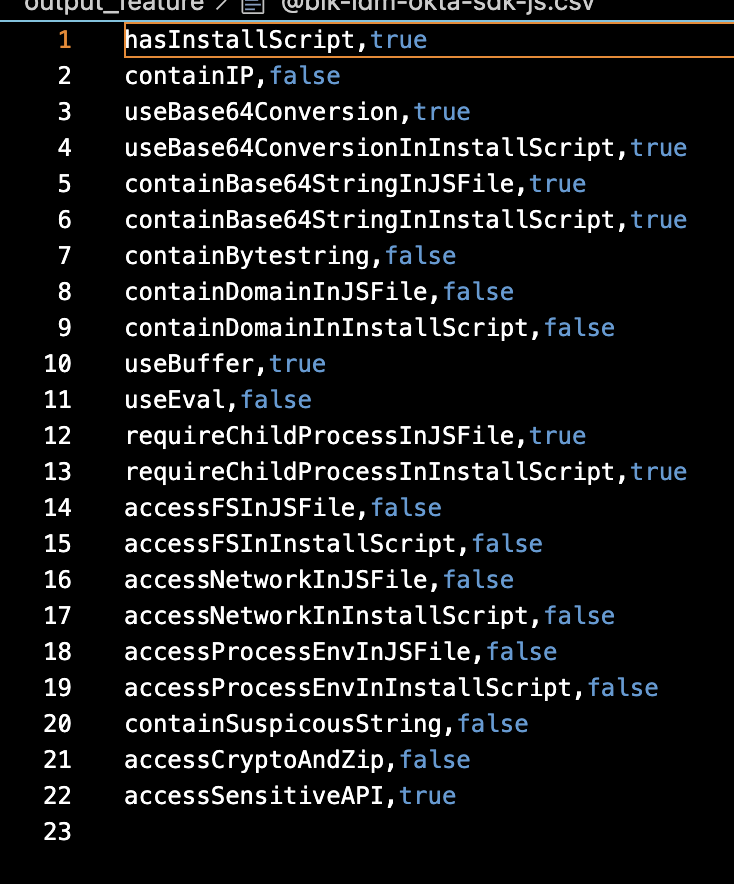 output_feature > @blk-idm-okta-sdk-js.csv
1 hasInstallScript,true
2 containIP,false
3 useBase64Conversion,true
4 useBase64ConversionInInstallScript,true
5 containBase64StringInJSFile,true
6 containBase64StringInInstallScript,true
7 containBytestring,false
8 containDomainInJSFile,false
9 containDomainInInstallScript,false
10 useBuffer,true
11 useEval,false
12 requireChildProcessInJSFile,true
13 requireChildProcessInInstallScript,true
14 accessFSInJSFile,false
15 accessFSInInstallScript,false
16 accessNetworkInJSFile,false
17 accessNetworkInInstallScript,false
18 accessProcessEnvInJSFile,false
19 accessProcessEnvInInstallScript,false
20 containSuspicousString,false
21 accessCryptoAndZip,false
22 accessSensitiveAPI,true
23